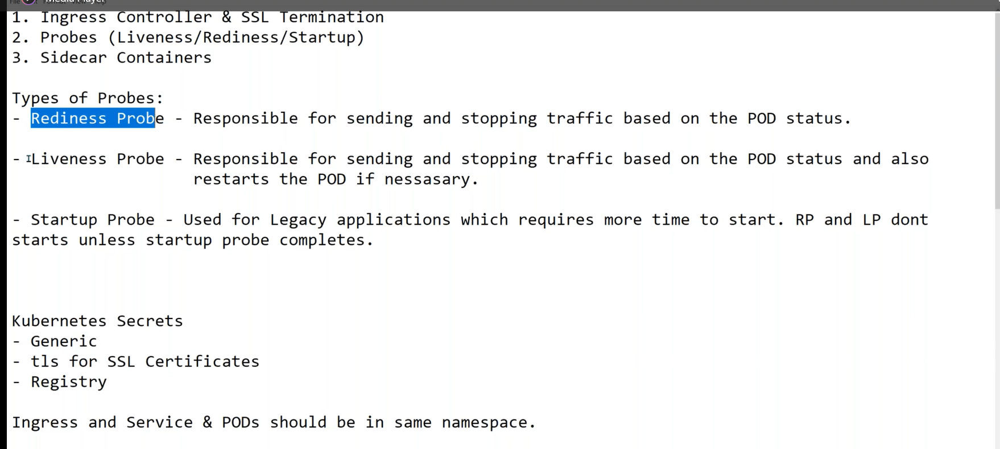 Media Player
1. Ingress Controller & SSL Termination
2. Probes (Liveness/Rediness/Startup)
3. Sidecar Containers
Types of Probes:
- Rediness Probe - Responsible for sending and stopping traffic based on the POD status.
- Liveness Probe - Responsible for sending and stopping traffic based on the POD status and also
restarts the POD if nessasary.
- Startup Probe - Used for Legacy applications which requires more time to start. RP and LP dont
starts unless startup probe completes.
Kubernetes Secrets
- Generic
- tls for SSL Certificates
- Registry
Ingress and Service & PODs should be in same namespace.